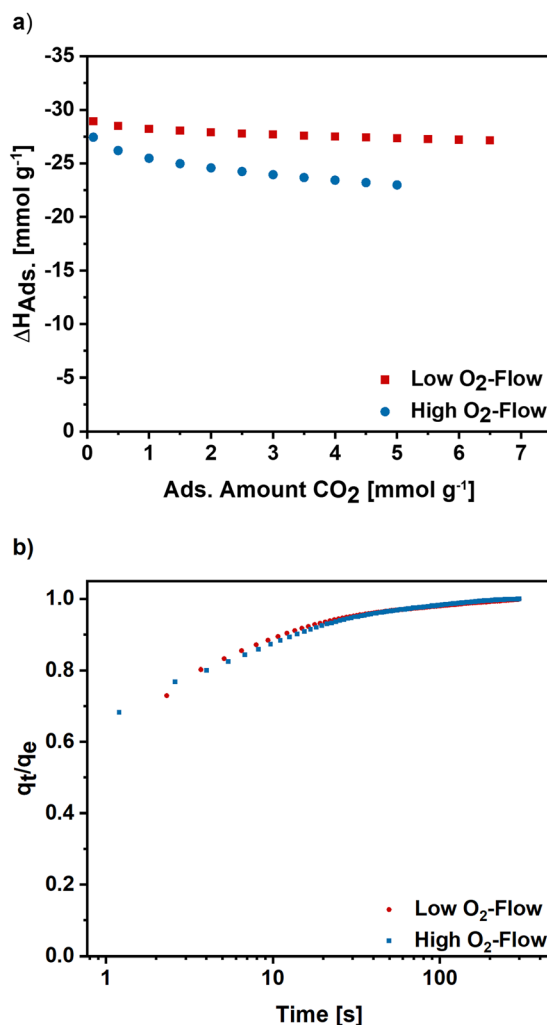 a)
-35
-30
-25
-20
-15
-10
-5
0
ΔH_Ads. [mmol g⁻¹]
Low O₂-Flow
High O₂-Flow
0 1 2 3 4 5 6 7
Ads. Amount CO₂ [mmol g⁻¹]
b)
1.0
0.8
0.6
0.4
0.2
0.0
qₜ/qₑ
Low O₂-Flow
High O₂-Flow
1 10 100
Time [s]